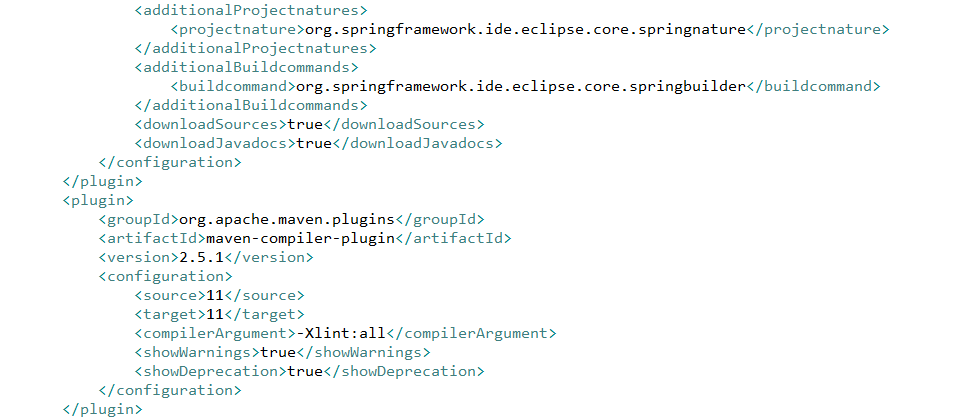 <additionalProjectnatures>
<projectnature>org.springframework.ide.eclipse.core.springnature</projectnature>
</additionalProjectnatures>
<additionalBuildcommands>
<buildcommand>org.springframework.ide.eclipse.core.springbuilder</buildcommand>
</additionalBuildcommands>
<downloadSources>true</downloadSources>
<downloadJavadocs>true</downloadJavadocs>
</configuration>
</plugin>
<plugin>
<groupId>org.apache.maven.plugins</groupId>
<artifactId>maven-compiler-plugin</artifactId>
<version>2.5.1</version>
<configuration>
<source>11</source>
<target>11</target>
<compilerArgument>-Xlint:all</compilerArgument>
<showWarnings>true</showWarnings>
<showDeprecation>true</showDeprecation>
</configuration>
</plugin>